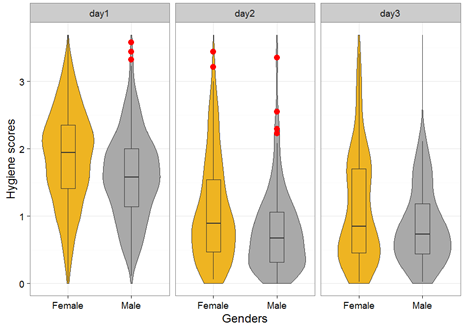 day1 day2 day3
Hygiene scores
3
2
1
0
Female Male Female Male Female Male
Genders